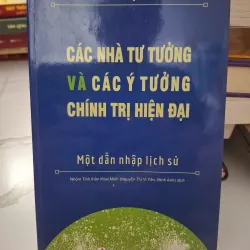 CÁC NHÀ TƯ TƯỞNG
VÀ CÁC Ý TƯỞNG
CHÍNH TRỊ HIỆN ĐẠI
Một dẫn nhập lịch sử